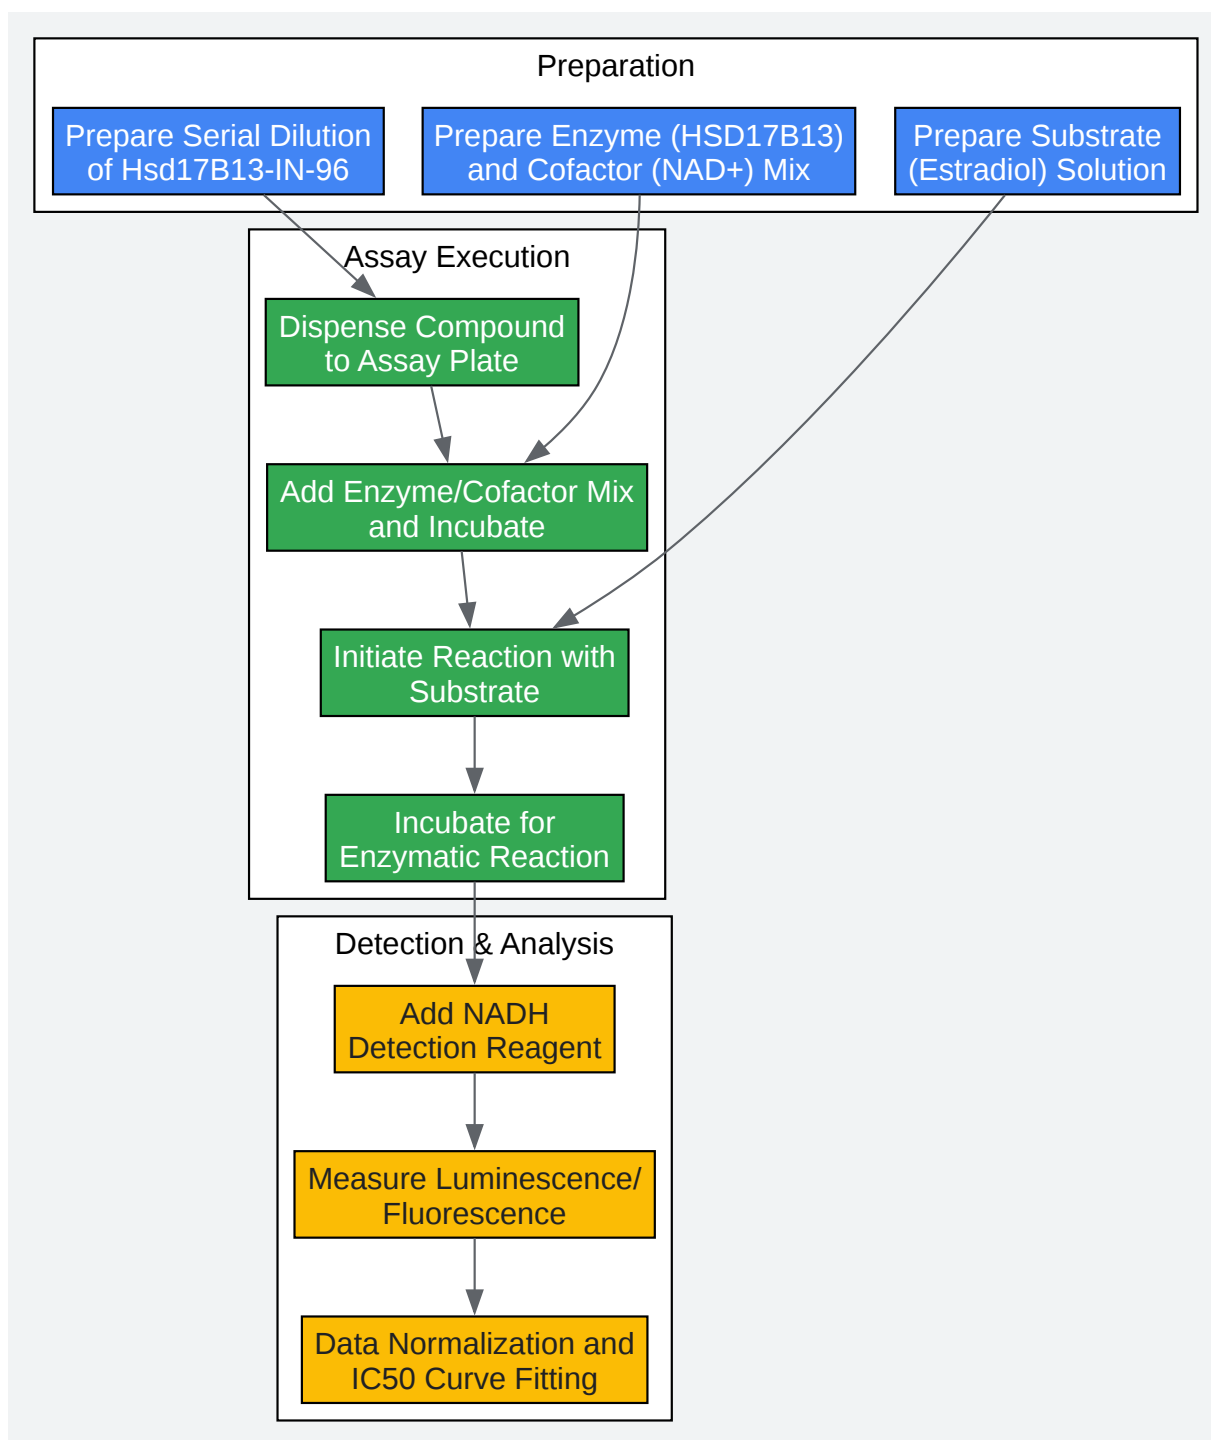 Preparation
Prepare Serial Dilution
of Hsd17B13-IN-96
Prepare Enzyme (HSD17B13)
and Cofactor (NAD+) Mix
Prepare Substrate
(Estradiol) Solution
Assay Execution
Dispense Compound
to Assay Plate
Add Enzyme/Cofactor Mix
and Incubate
Initiate Reaction with
Substrate
Incubate for
Enzymatic Reaction
Detection & Analysis
Add NADH
Detection Reagent
Measure Luminescence/
Fluorescence
Data Normalization and
IC50 Curve Fitting